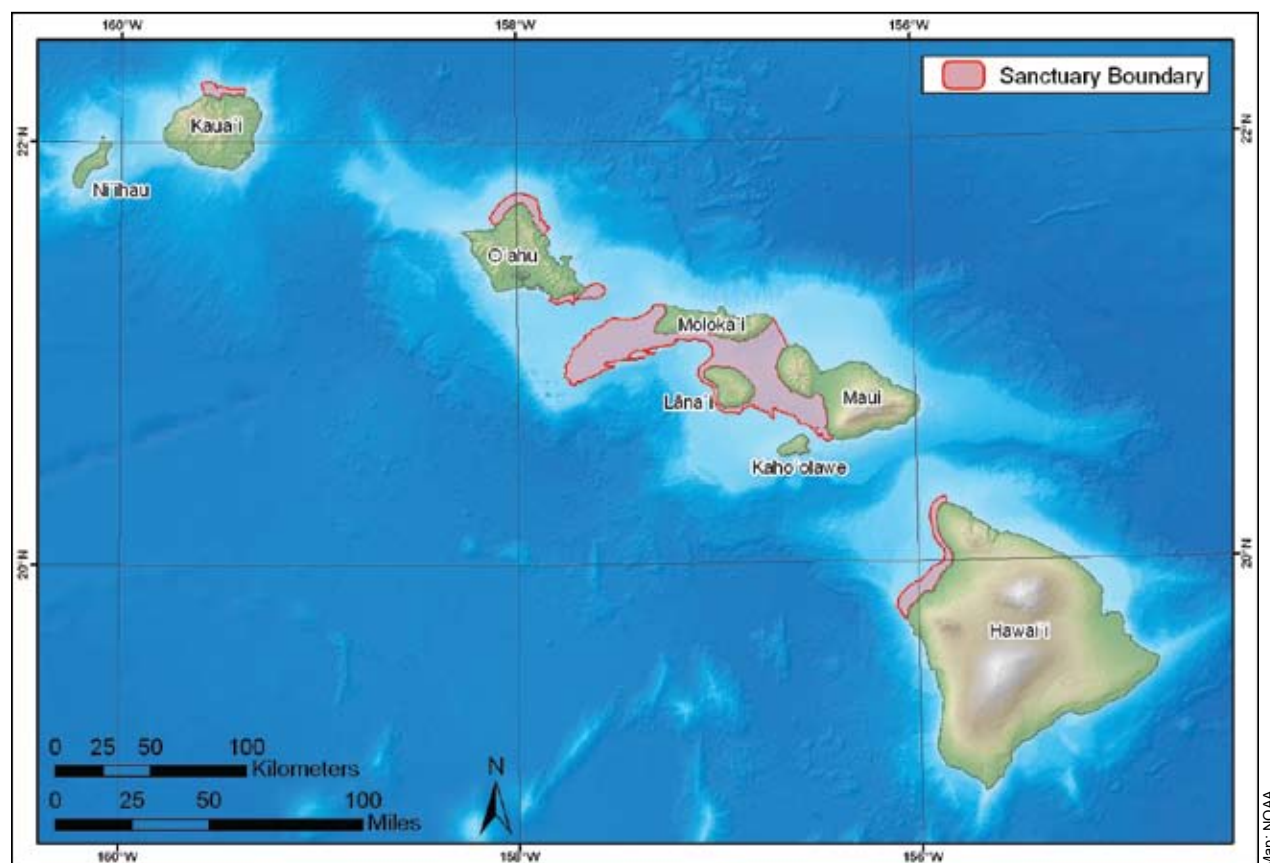 160°W 158°W 156°W
Sanctuary Boundary
22°N
22°N
Kaua`i
Ni`ihau
O`ahu
Moloka`i
Lâna`i
Maui
Kaho`olawe
20°N
20°N
Hawai`i
0 25 50 100
Kilometers
0 25 50 100
Miles
N
160°W 158°W 156°W
Map: NOAA